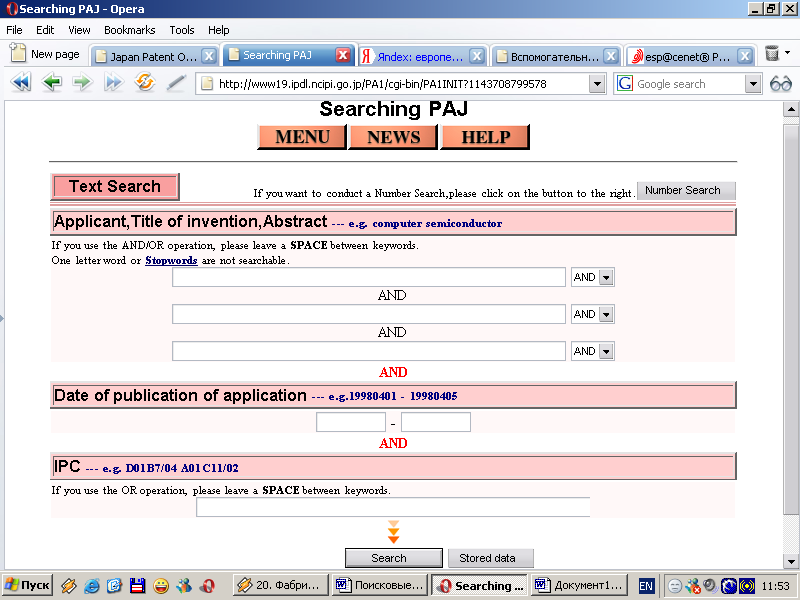 Searching PAJ - Opera
File Edit View Bookmarks Tools Help
New page Japan Patent O... Searching PAJ Яndex: европе... Вспомогательн... esp@cenet® P...
http://www19.ipdl.ncipi.go.jp/PA1/cgi-bin/PA1INIT?1143708799578 Google search
Searching PAJ
MENU NEWS HELP
Text Search If you want to conduct a Number Search,please click on the button to the right. Number Search
Applicant,Title of invention,Abstract --- e.g. computer semiconductor
If you use the AND/OR operation, please leave a SPACE between keywords.
One letter word or Stopwords are not searchable.
AND
AND
AND
AND
AND
AND
Date of publication of application --- e.g.19980401 - 19980405
-
AND
IPC --- e.g. D01B7/04 A01C11/02
If you use the OR operation, please leave a SPACE between keywords.
Search Stored data
Пуск 20. Фабри... Поисковые... Searching ... Документ1... EN 11:53